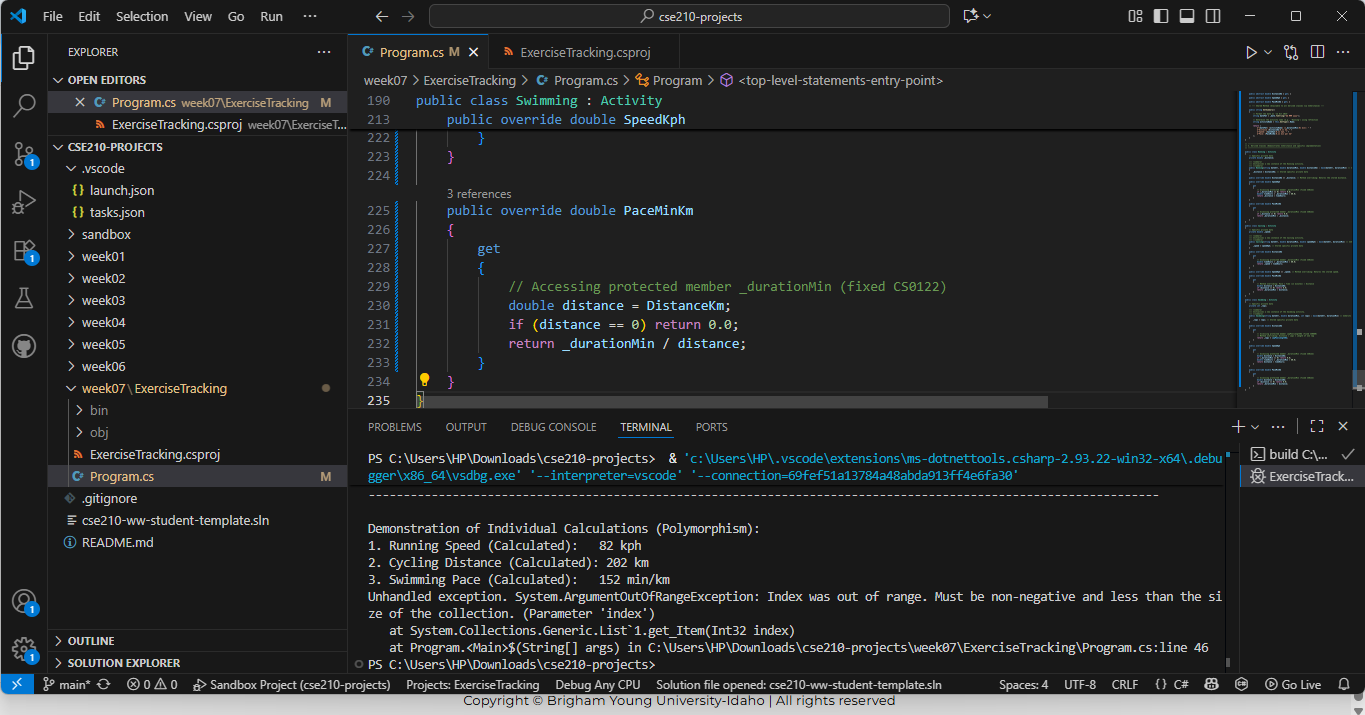 File Edit Selection View Go Run ···
cse210-projects
EXPLORER ···
OPEN EDITORS
Program.cs week07\ExerciseTracking M
ExerciseTracking.csproj week07\ExerciseT...
CSE210-PROJECTS
.vscode
{} launch.json
{} tasks.json
sandbox
week01
week02
week03
week04
week05
week06
week07\ExerciseTracking
bin
obj
ExerciseTracking.csproj
Program.cs M
.gitignore
cse210-ww-student-template.sln
README.md
OUTLINE
SOLUTION EXPLORER
1
1
1
1
Program.cs M
ExerciseTracking.csproj
week07 > ExerciseTracking > Program.cs > Program > <top-level-statements-entry-point>
190 public class Swimming : Activity
213 public override double SpeedKph
222 }
223 }
224
3 references
225 public override double PaceMinKm
226 {
227 get
228 {
229 // Accessing protected member _durationMin (fixed CS0122)
230 double distance = DistanceKm;
231 if (distance == 0) return 0.0;
232 return _durationMin / distance;
233 }
234 }
235 }
PROBLEMS OUTPUT DEBUG CONSOLE TERMINAL PORTS
PS C:\Users\HP\Downloads\cse210-projects> & 'c:\Users\HP\.vscode\extensions\ms-dotnettools.csharp-2.93.22-win32-x64\.debu
gger\x86_64\vsdbg.exe' '--interpreter=vscode' '--connection=69fef51a13784a48abda913ff4e6fa30'
Demonstration of Individual Calculations (Polymorphism):
1. Running Speed (Calculated): 82 kph
2. Cycling Distance (Calculated): 202 km
3. Swimming Pace (Calculated): 152 min/km
Unhandled exception. System.ArgumentOutOfRangeException: Index was out of range. Must be non-negative and less than the si
ze of the collection. (Parameter 'index')
at System.Collections.Generic.List`1.get_Item(Int32 index)
at Program.<Main>$(String[] args) in C:\Users\HP\Downloads\cse210-projects\week07\ExerciseTracking\Program.cs:line 46
PS C:\Users\HP\Downloads\cse210-projects>
build C:\...
ExerciseTrack...
main* 0 0 Sandbox Project (cse210-projects) Projects: ExerciseTracking Debug Any CPU Solution file opened: cse210-ww-student-template.sln Spaces: 4 UTF-8 CRLF {} C# Go Live
Copyright © Brigham Young University-Idaho | All rights reserved